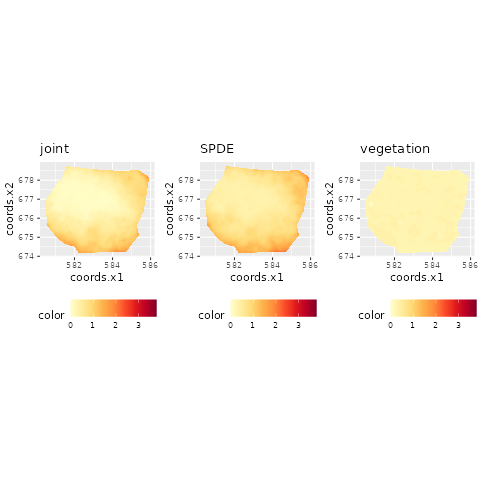 joint SPDE vegetation
coords.x2 coords.x2 coords.x2
678 678 678
677 677 677
676 676 676
675 675 675
674 674 674
582 584 586 582 584 586 582 584 586
coords.x1 coords.x1 coords.x1
color color color
0 1 2 3 0 1 2 3 0 1 2 3